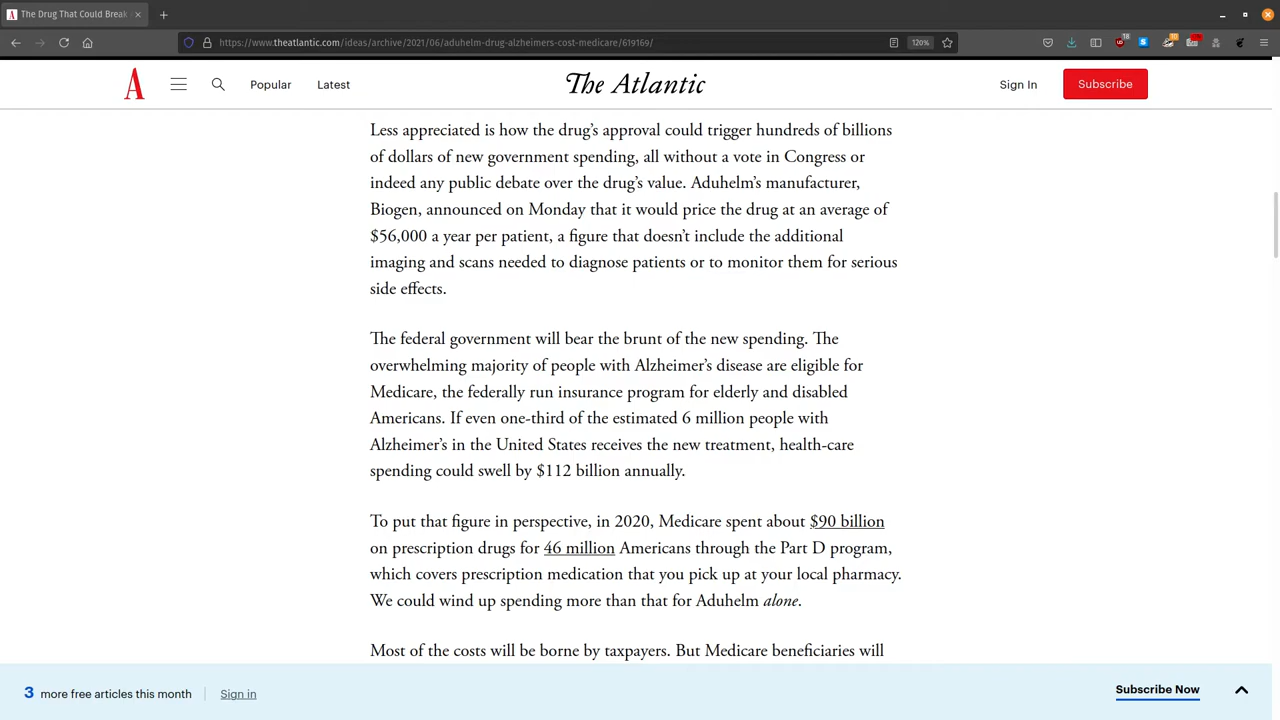 The Drug That Could Break
https://www.theatlantic.com/ideas/archive/2021/06/aduhelm-drug-alzheimers-cost-medicare/619169/
120%
18
Popular
Latest
The Atlantic
Sign In
Subscribe
Less appreciated is how the drug’s approval could trigger hundreds of billions
of dollars of new government spending, all without a vote in Congress or
indeed any public debate over the drug’s value. Aduhelm’s manufacturer,
Biogen, announced on Monday that it would price the drug at an average of
$56,000 a year per patient, a figure that doesn’t include the additional
imaging and scans needed to diagnose patients or to monitor them for serious
side effects.
The federal government will bear the brunt of the new spending. The
overwhelming majority of people with Alzheimer’s disease are eligible for
Medicare, the federally run insurance program for elderly and disabled
Americans. If even one-third of the estimated 6 million people with
Alzheimer’s in the United States receives the new treatment, health-care
spending could swell by $112 billion annually.
To put that figure in perspective, in 2020, Medicare spent about $90 billion
on prescription drugs for 46 million Americans through the Part D program,
which covers prescription medication that you pick up at your local pharmacy.
We could wind up spending more than that for Aduhelm alone.
Most of the costs will be borne by taxpayers. But Medicare beneficiaries will
3 more free articles this month
Sign in
Subscribe Now